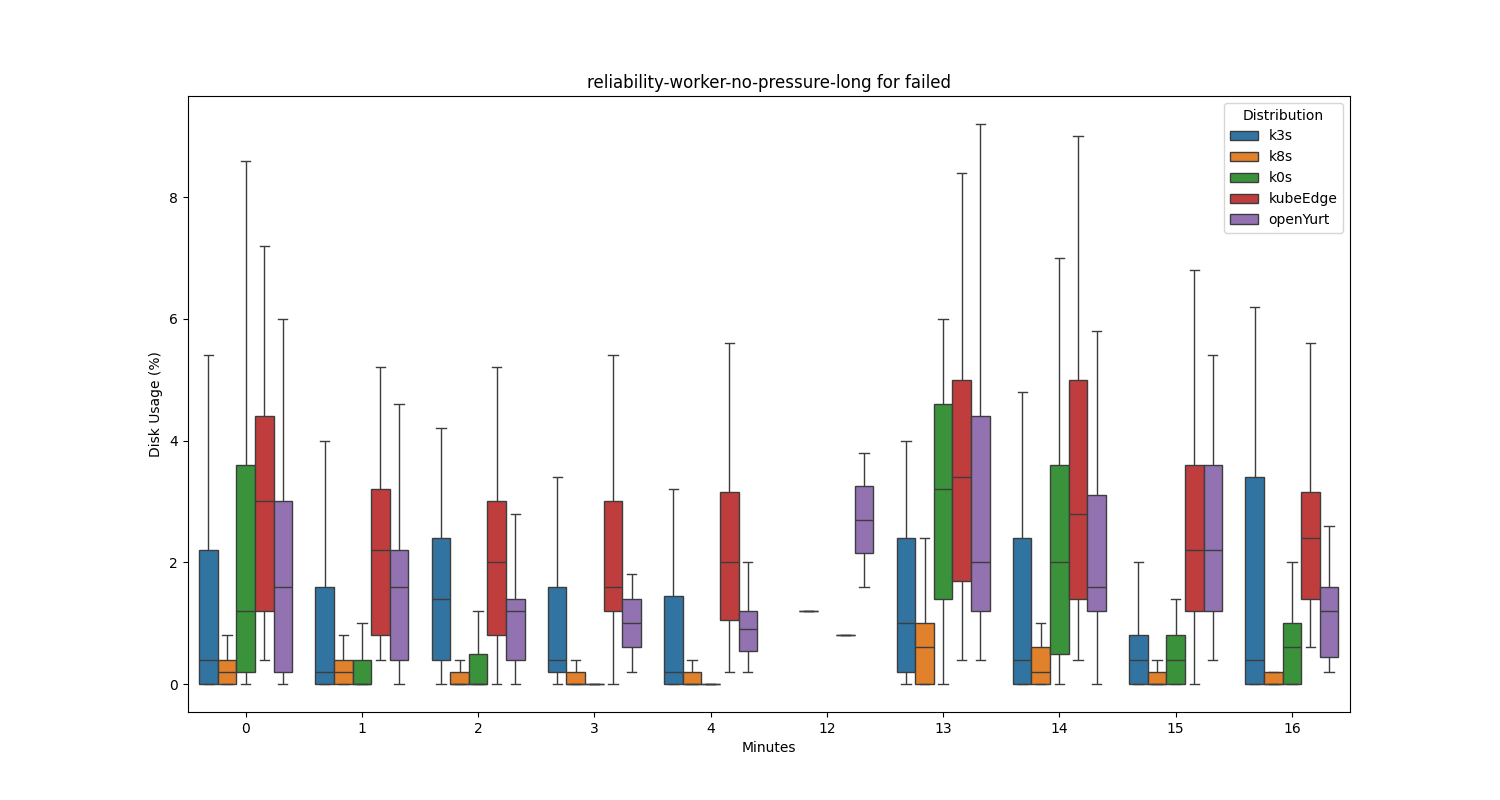 reliability-worker-no-pressure-long for failed
Distribution
k3s
k8s
k0s
kubeEdge
openYurt
Disk Usage (%)
8
6
4
2
0
0 1 2 3 4 12 13 14 15 16
Minutes